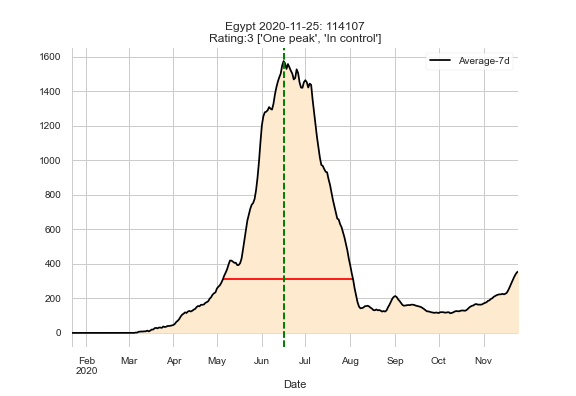 Egypt 2020-11-25: 114107
Rating:3 ['One peak', 'In control']
Average-7d
1600
1400
1200
1000
800
600
400
200
0
Feb Mar Apr May Jun Jul Aug Sep Oct Nov
2020
Date